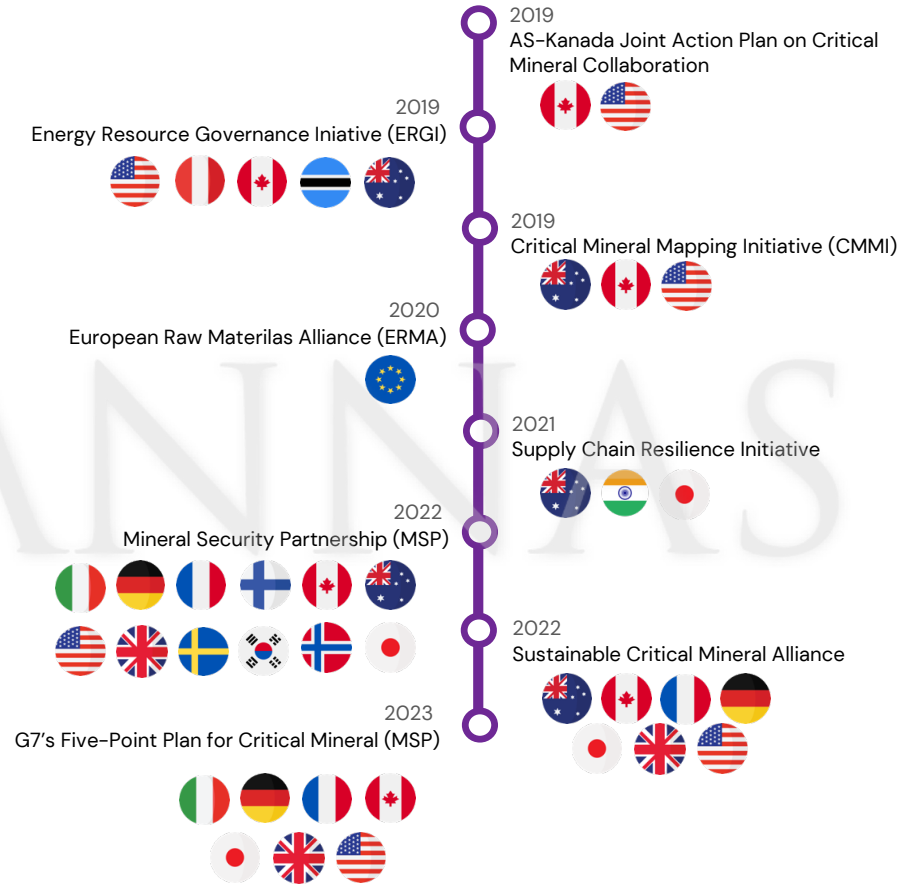 2019
AS-Kanada Joint Action Plan on Critical
Mineral Collaboration
2019
Energy Resource Governance Iniative (ERGI)
2019
Critical Mineral Mapping Initiative (CMMI)
2020
European Raw Materilas Alliance (ERMA)
2021
Supply Chain Resilience Initiative
ANNAS
2022
Mineral Security Partnership (MSP)
2022
Sustainable Critical Mineral Alliance
2023
G7's Five-Point Plan for Critical Mineral (MSP)